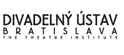 DIVADELNÝ ÚSTAV
BRATISLAVA
THE THEATRE INSTITUTE